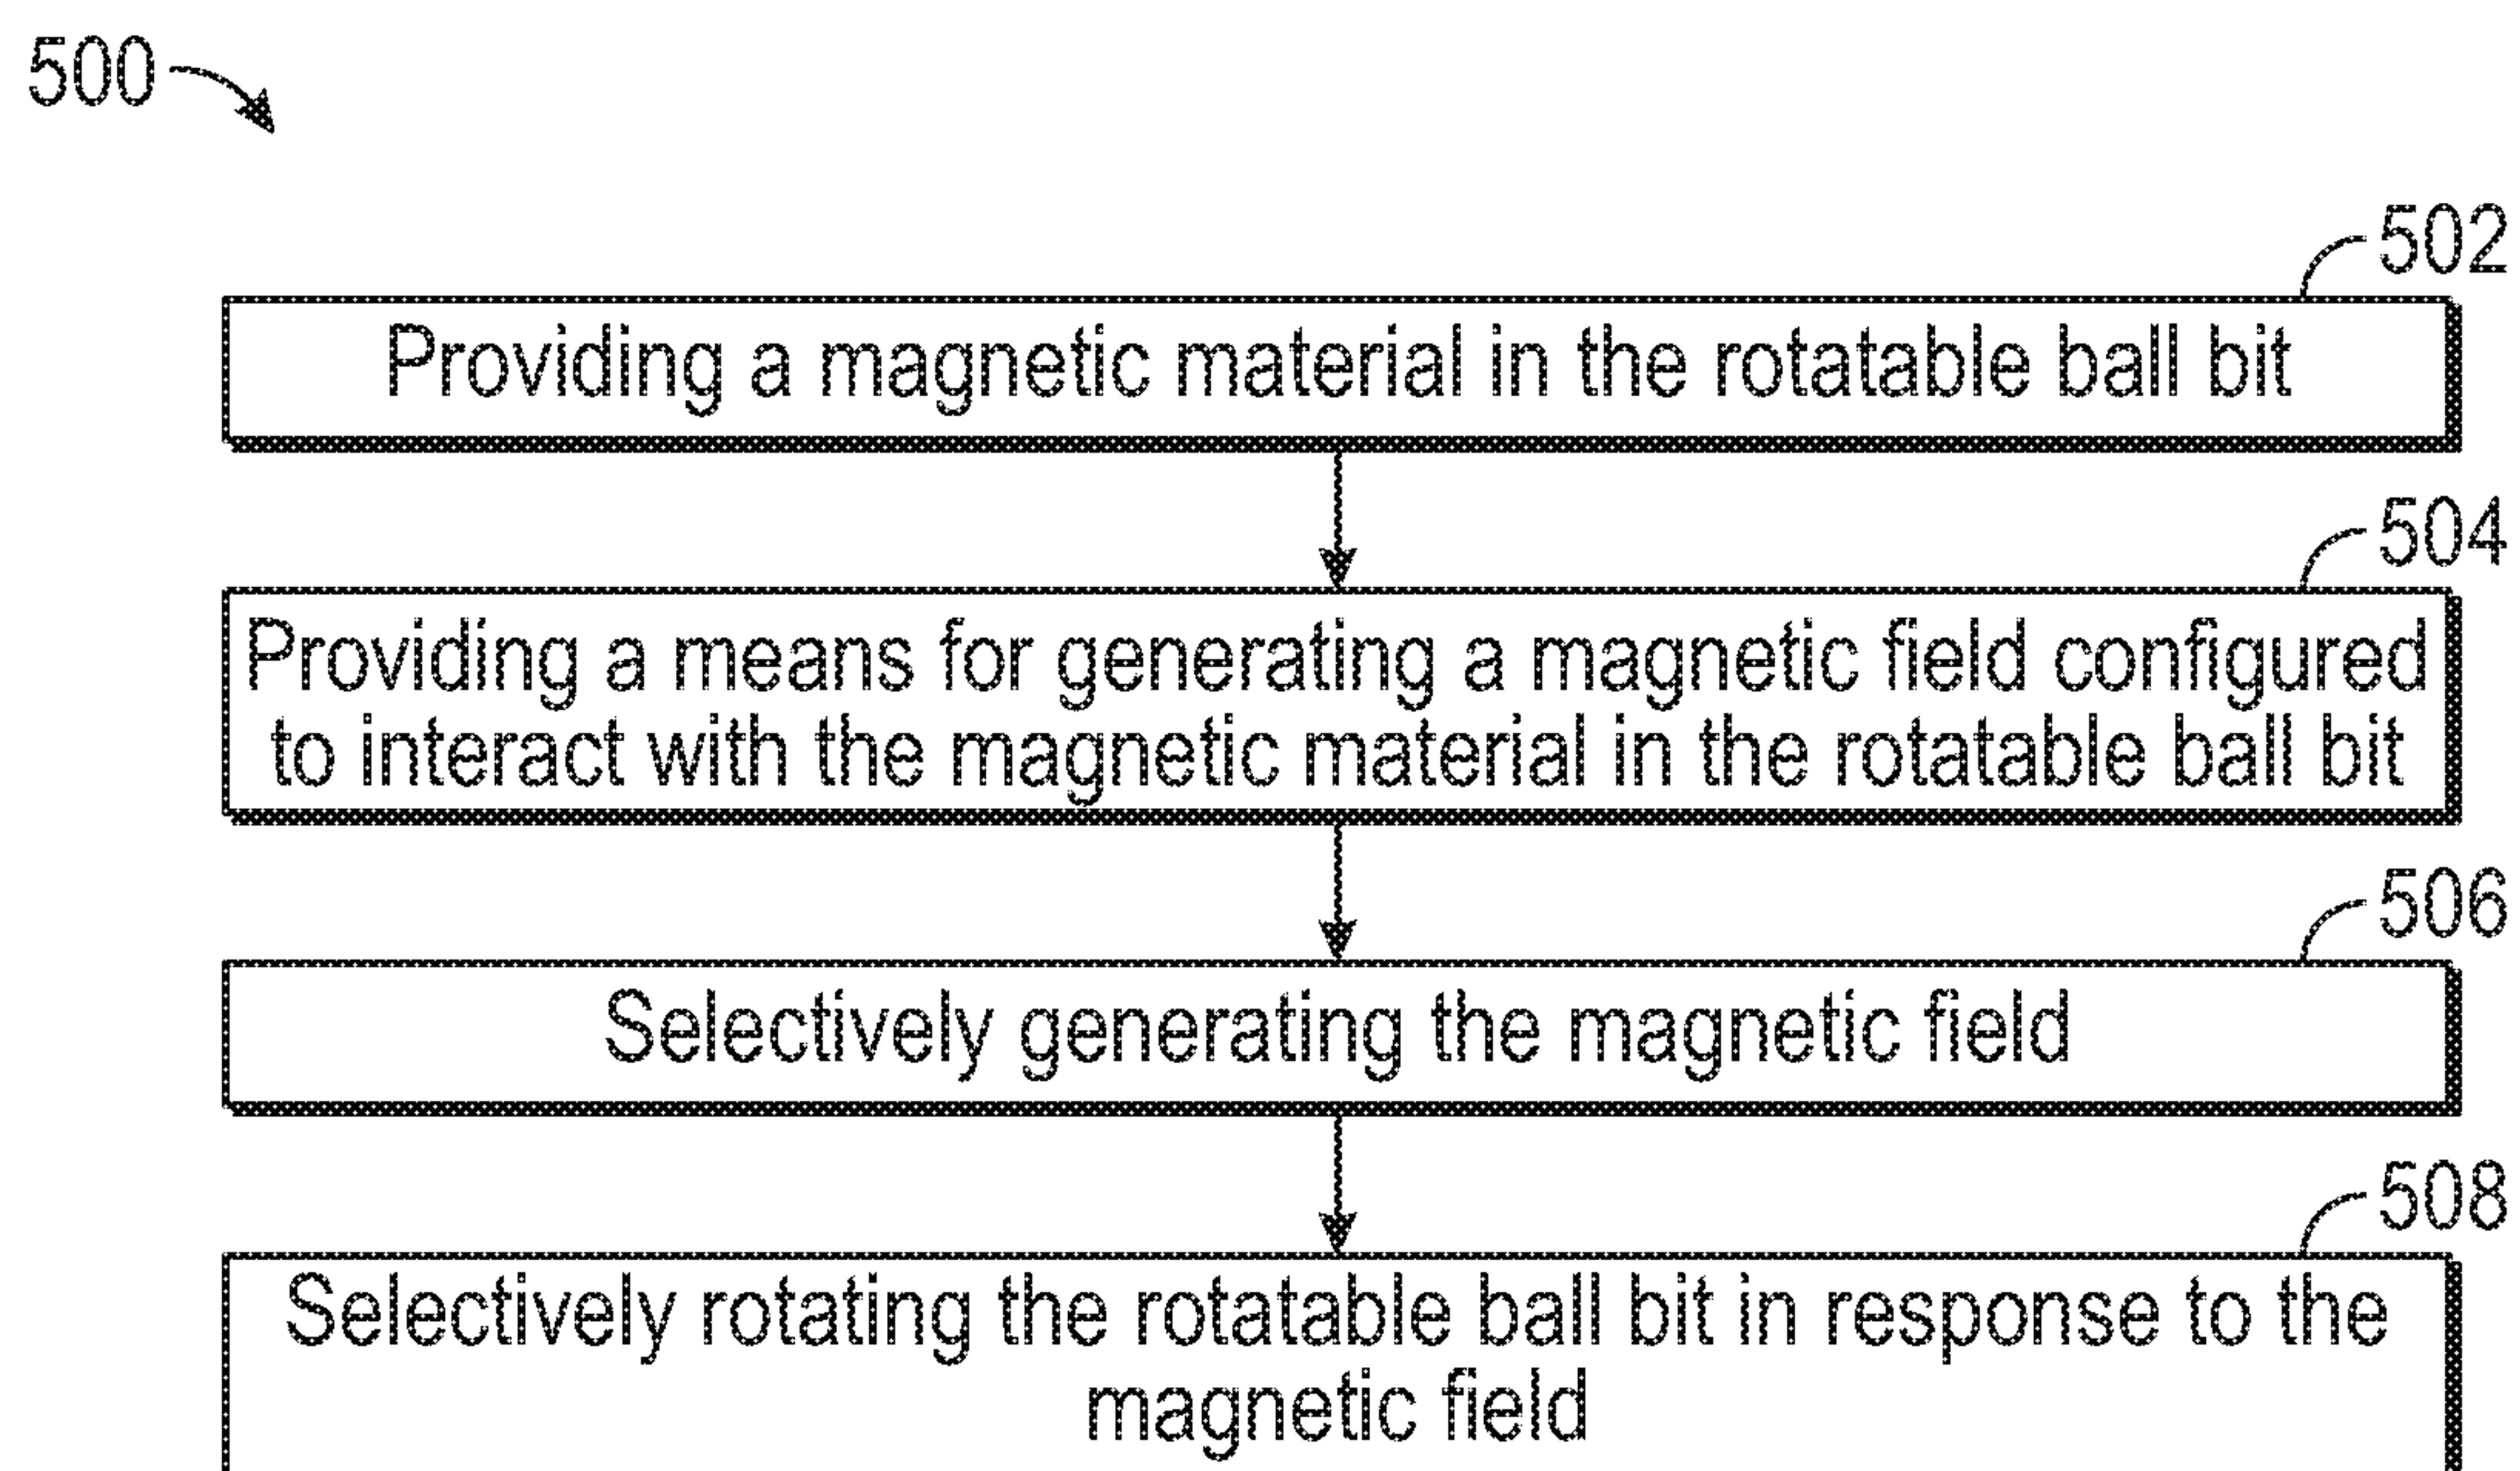 500
502
Providing a magnetic material in the rotatable ball bit
504
Providing a means for generating a magnetic field configured
to interact with the magnetic material in the rotatable ball bit
506
Selectively generating the magnetic field
508
Selectively rotating the rotatable ball bit in response to the
magnetic field